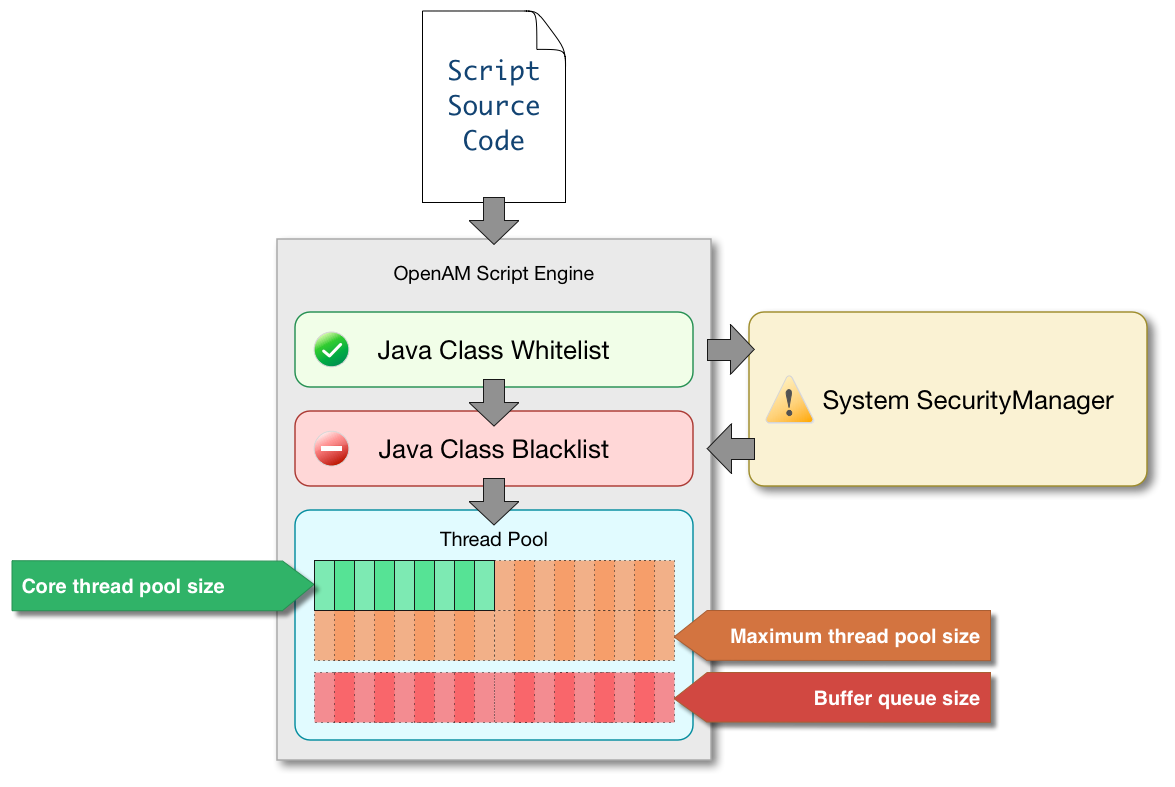 Script
Source
Code
OpenAM Script Engine
Java Class Whitelist
System SecurityManager
Java Class Blacklist
Thread Pool
Core thread pool size
Maximum thread pool size
Buffer queue size